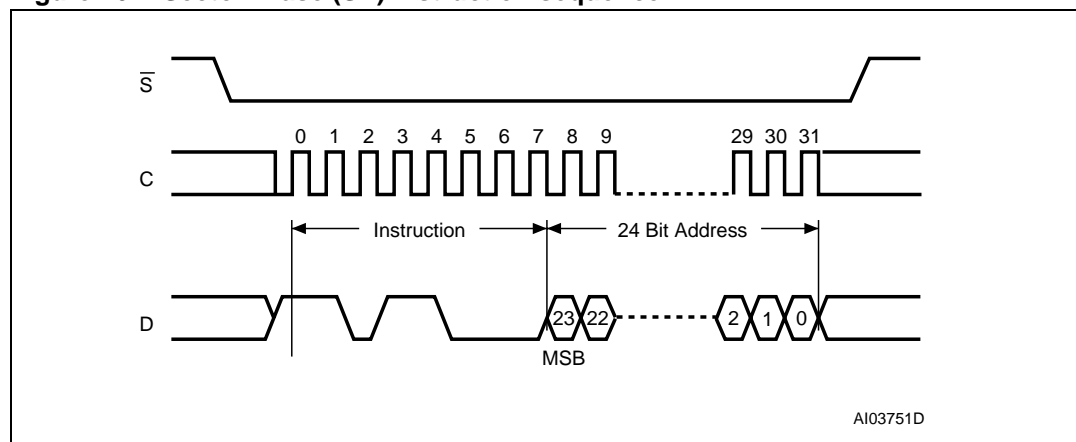 S
0 1 2 3 4 5 6 7 8 9 29 30 31
C
Instruction 24 Bit Address
D 23 22 2 1 0
MSB
AI03751D